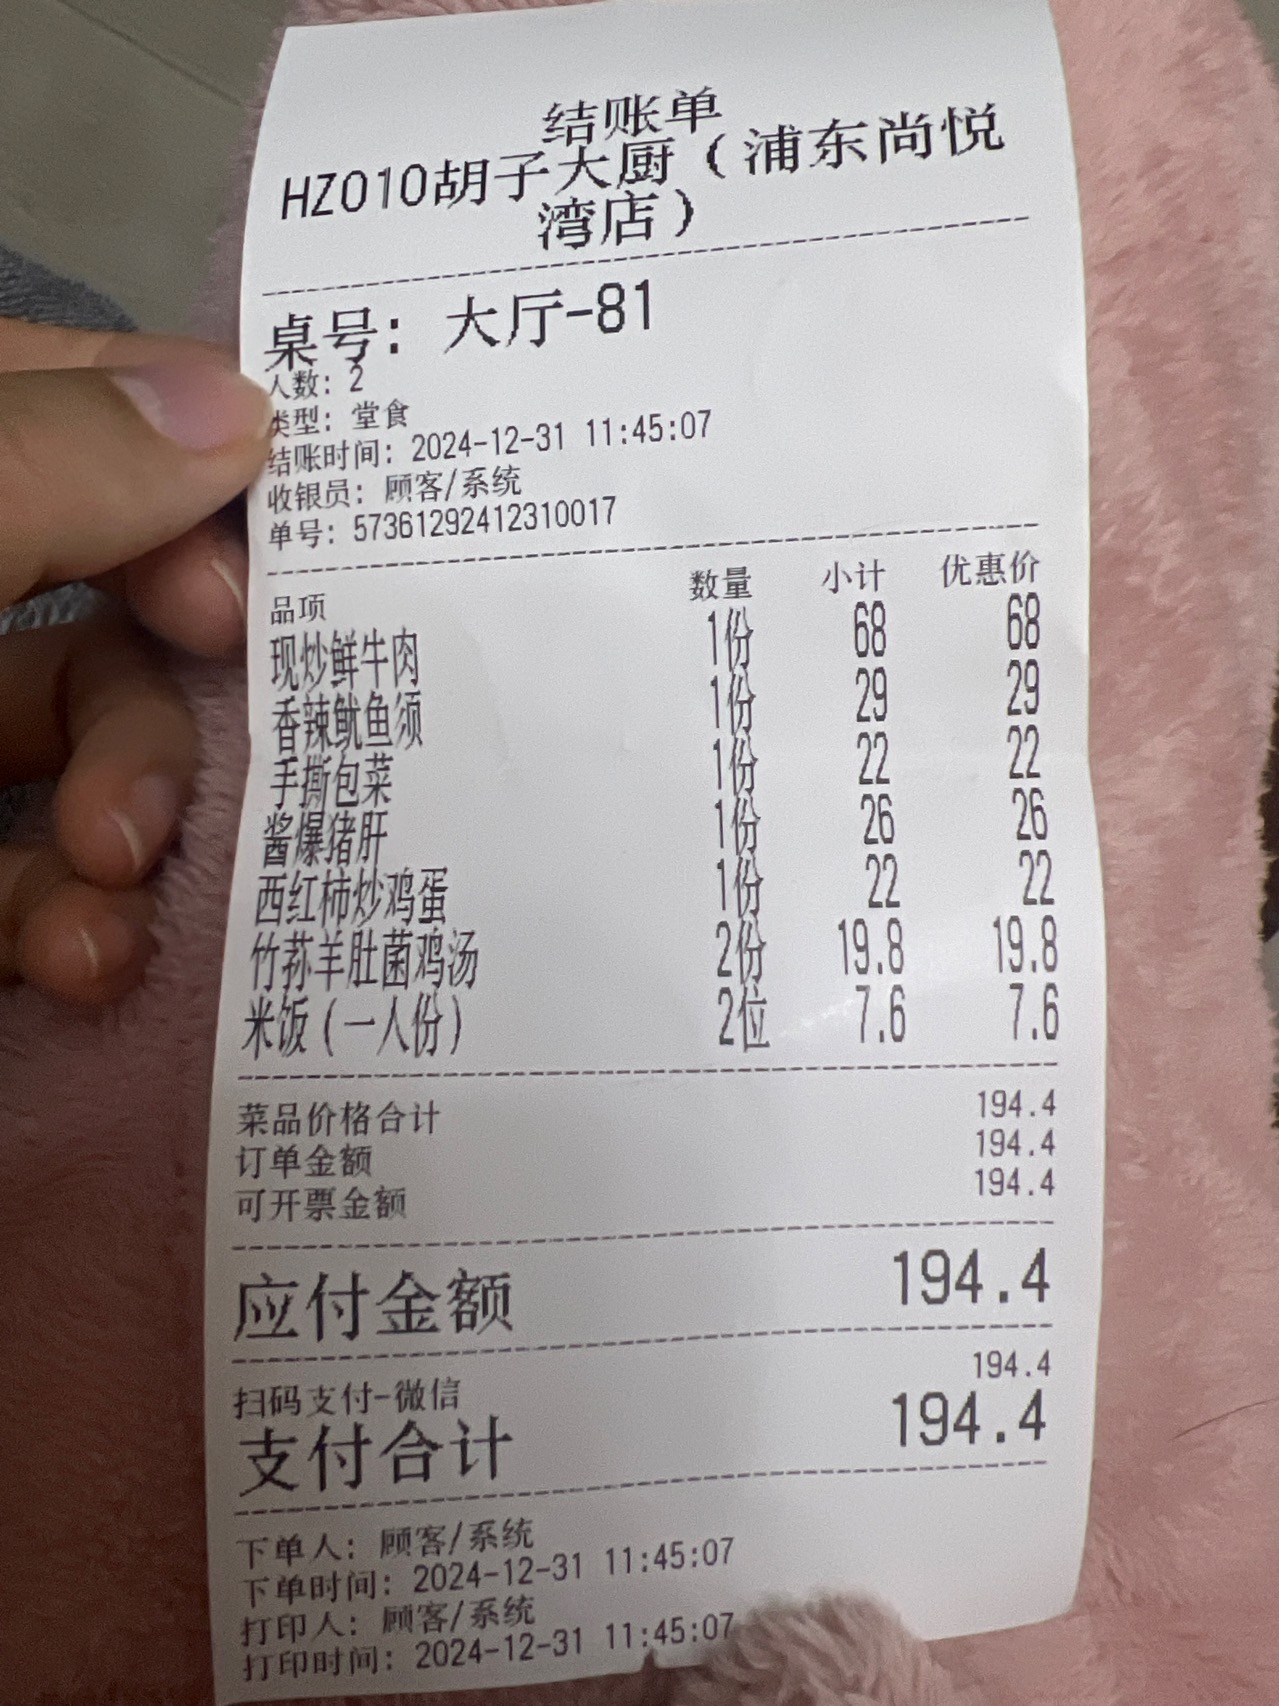 结账单
HZ010胡子大厨（浦东尚悦
湾店）
桌号：大厅-81
人数：2
类型：堂食
结账时间：2024-12-31 11:45:07
收银员：顾客/系统
单号：57361292412310017
品项 数量 小计 优惠价
现炒鲜牛肉 1份 68 68
香辣鱿鱼须 1份 29 29
手撕包菜 1份 22 22
酱爆猪肝 1份 26 26
西红柿炒鸡蛋 1份 22 22
竹荪羊肚菌鸡汤 2份 19.8 19.8
米饭（一人份） 2位 7.6 7.6
菜品价格合计 194.4
订单金额 194.4
可开票金额 194.4
应付金额 194.4
扫码支付-微信 194.4
支付合计 194.4
下单人：顾客/系统
下单时间：2024-12-31 11:45:07
打印人：顾客/系统
打印时间：2024-12-31 11:45:07